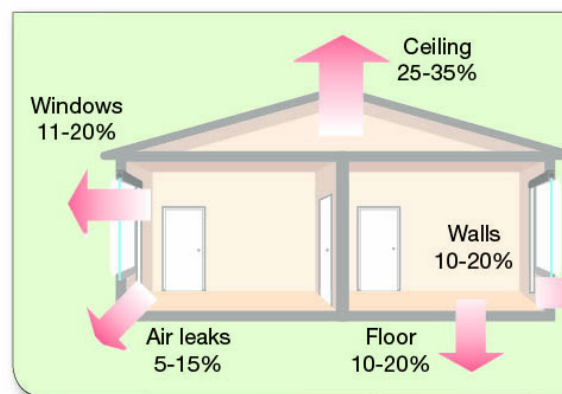 Ceiling
25-35%
Windows
11-20%
Walls
10-20%
Air leaks
5-15%
Floor
10-20%